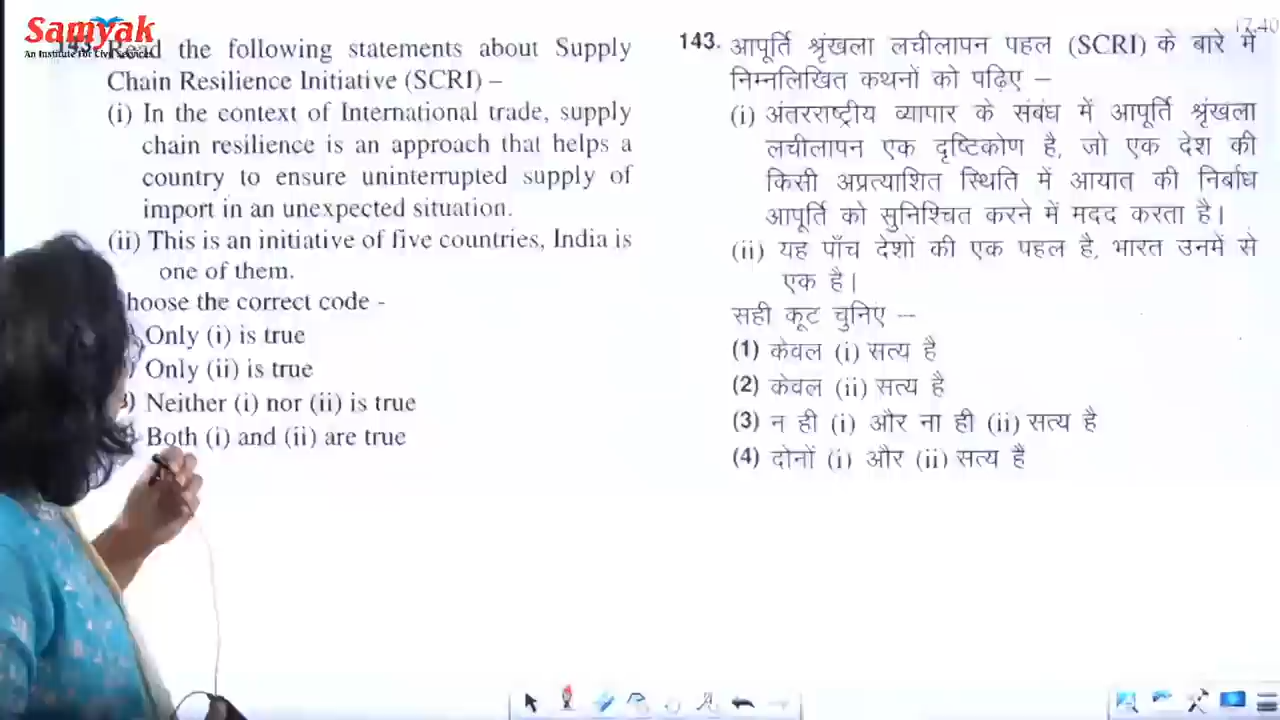 Samyak
An Institute For Civil Services
143. Read the following statements about Supply
Chain Resilience Initiative (SCRI) –
(i) In the context of International trade, supply
chain resilience is an approach that helps a
country to ensure uninterrupted supply of
import in an unexpected situation.
(ii) This is an initiative of five countries, India is
one of them.
hoose the correct code -
Only (i) is true
) Only (ii) is true
3) Neither (i) nor (ii) is true
Both (i) and (ii) are true
17.40
143. आपूर्ति श्रृंखला लचीलापन पहल (SCRI) के बारे में
निम्नलिखित कथनों को पढ़िए –
(i) अंतरराष्ट्रीय व्यापार के संबंध में आपूर्ति श्रृंखला
लचीलापन एक दृष्टिकोण है, जो एक देश की
किसी अप्रत्याशित स्थिति में आयात की निर्बाध
आपूर्ति को सुनिश्चित करने में मदद करता है।
(ii) यह पाँच देशों की एक पहल है, भारत उनमें से
एक है।
सही कूट चुनिए –
(1) केवल (i) सत्य है
(2) केवल (ii) सत्य है
(3) न ही (i) और ना ही (ii) सत्य है
(4) दोनों (i) और (ii) सत्य हैं